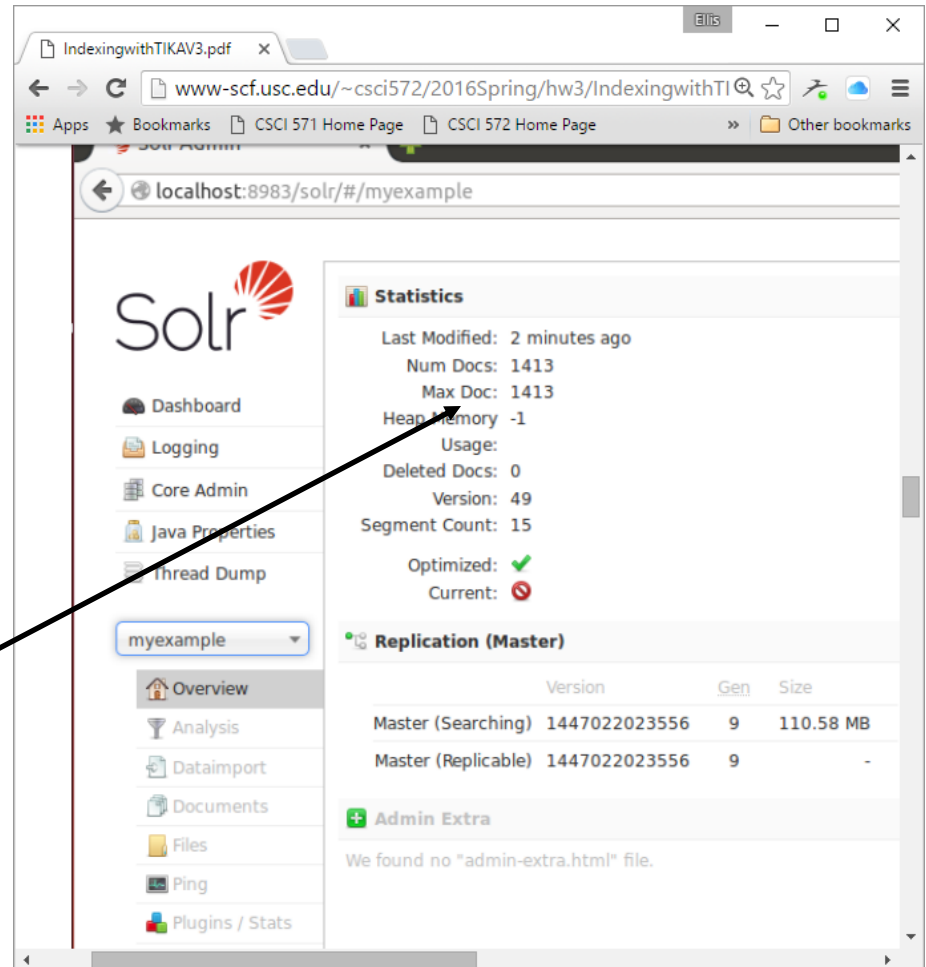 Ellis
IndexingwithTIKAV3.pdf
www-scf.usc.edu/~csci572/2016Spring/hw3/IndexingwithTI
Apps Bookmarks CSCI 571 Home Page CSCI 572 Home Page » Other bookmarks
Solr Admin
localhost:8983/solr/#/myexample
Solr
Dashboard
Logging
Core Admin
Java Properties
Thread Dump
myexample
Overview
Analysis
Dataimport
Documents
Files
Ping
Plugins / Stats
Statistics
Last Modified: 2 minutes ago
Num Docs: 1413
Max Doc: 1413
Heap Memory -1
Usage:
Deleted Docs: 0
Version: 49
Segment Count: 15
Optimized:
Current:
Replication (Master)
Version Gen Size
Master (Searching) 1447022023556 9 110.58 MB
Master (Replicable) 1447022023556 9 -
Admin Extra
We found no "admin-extra.html" file.